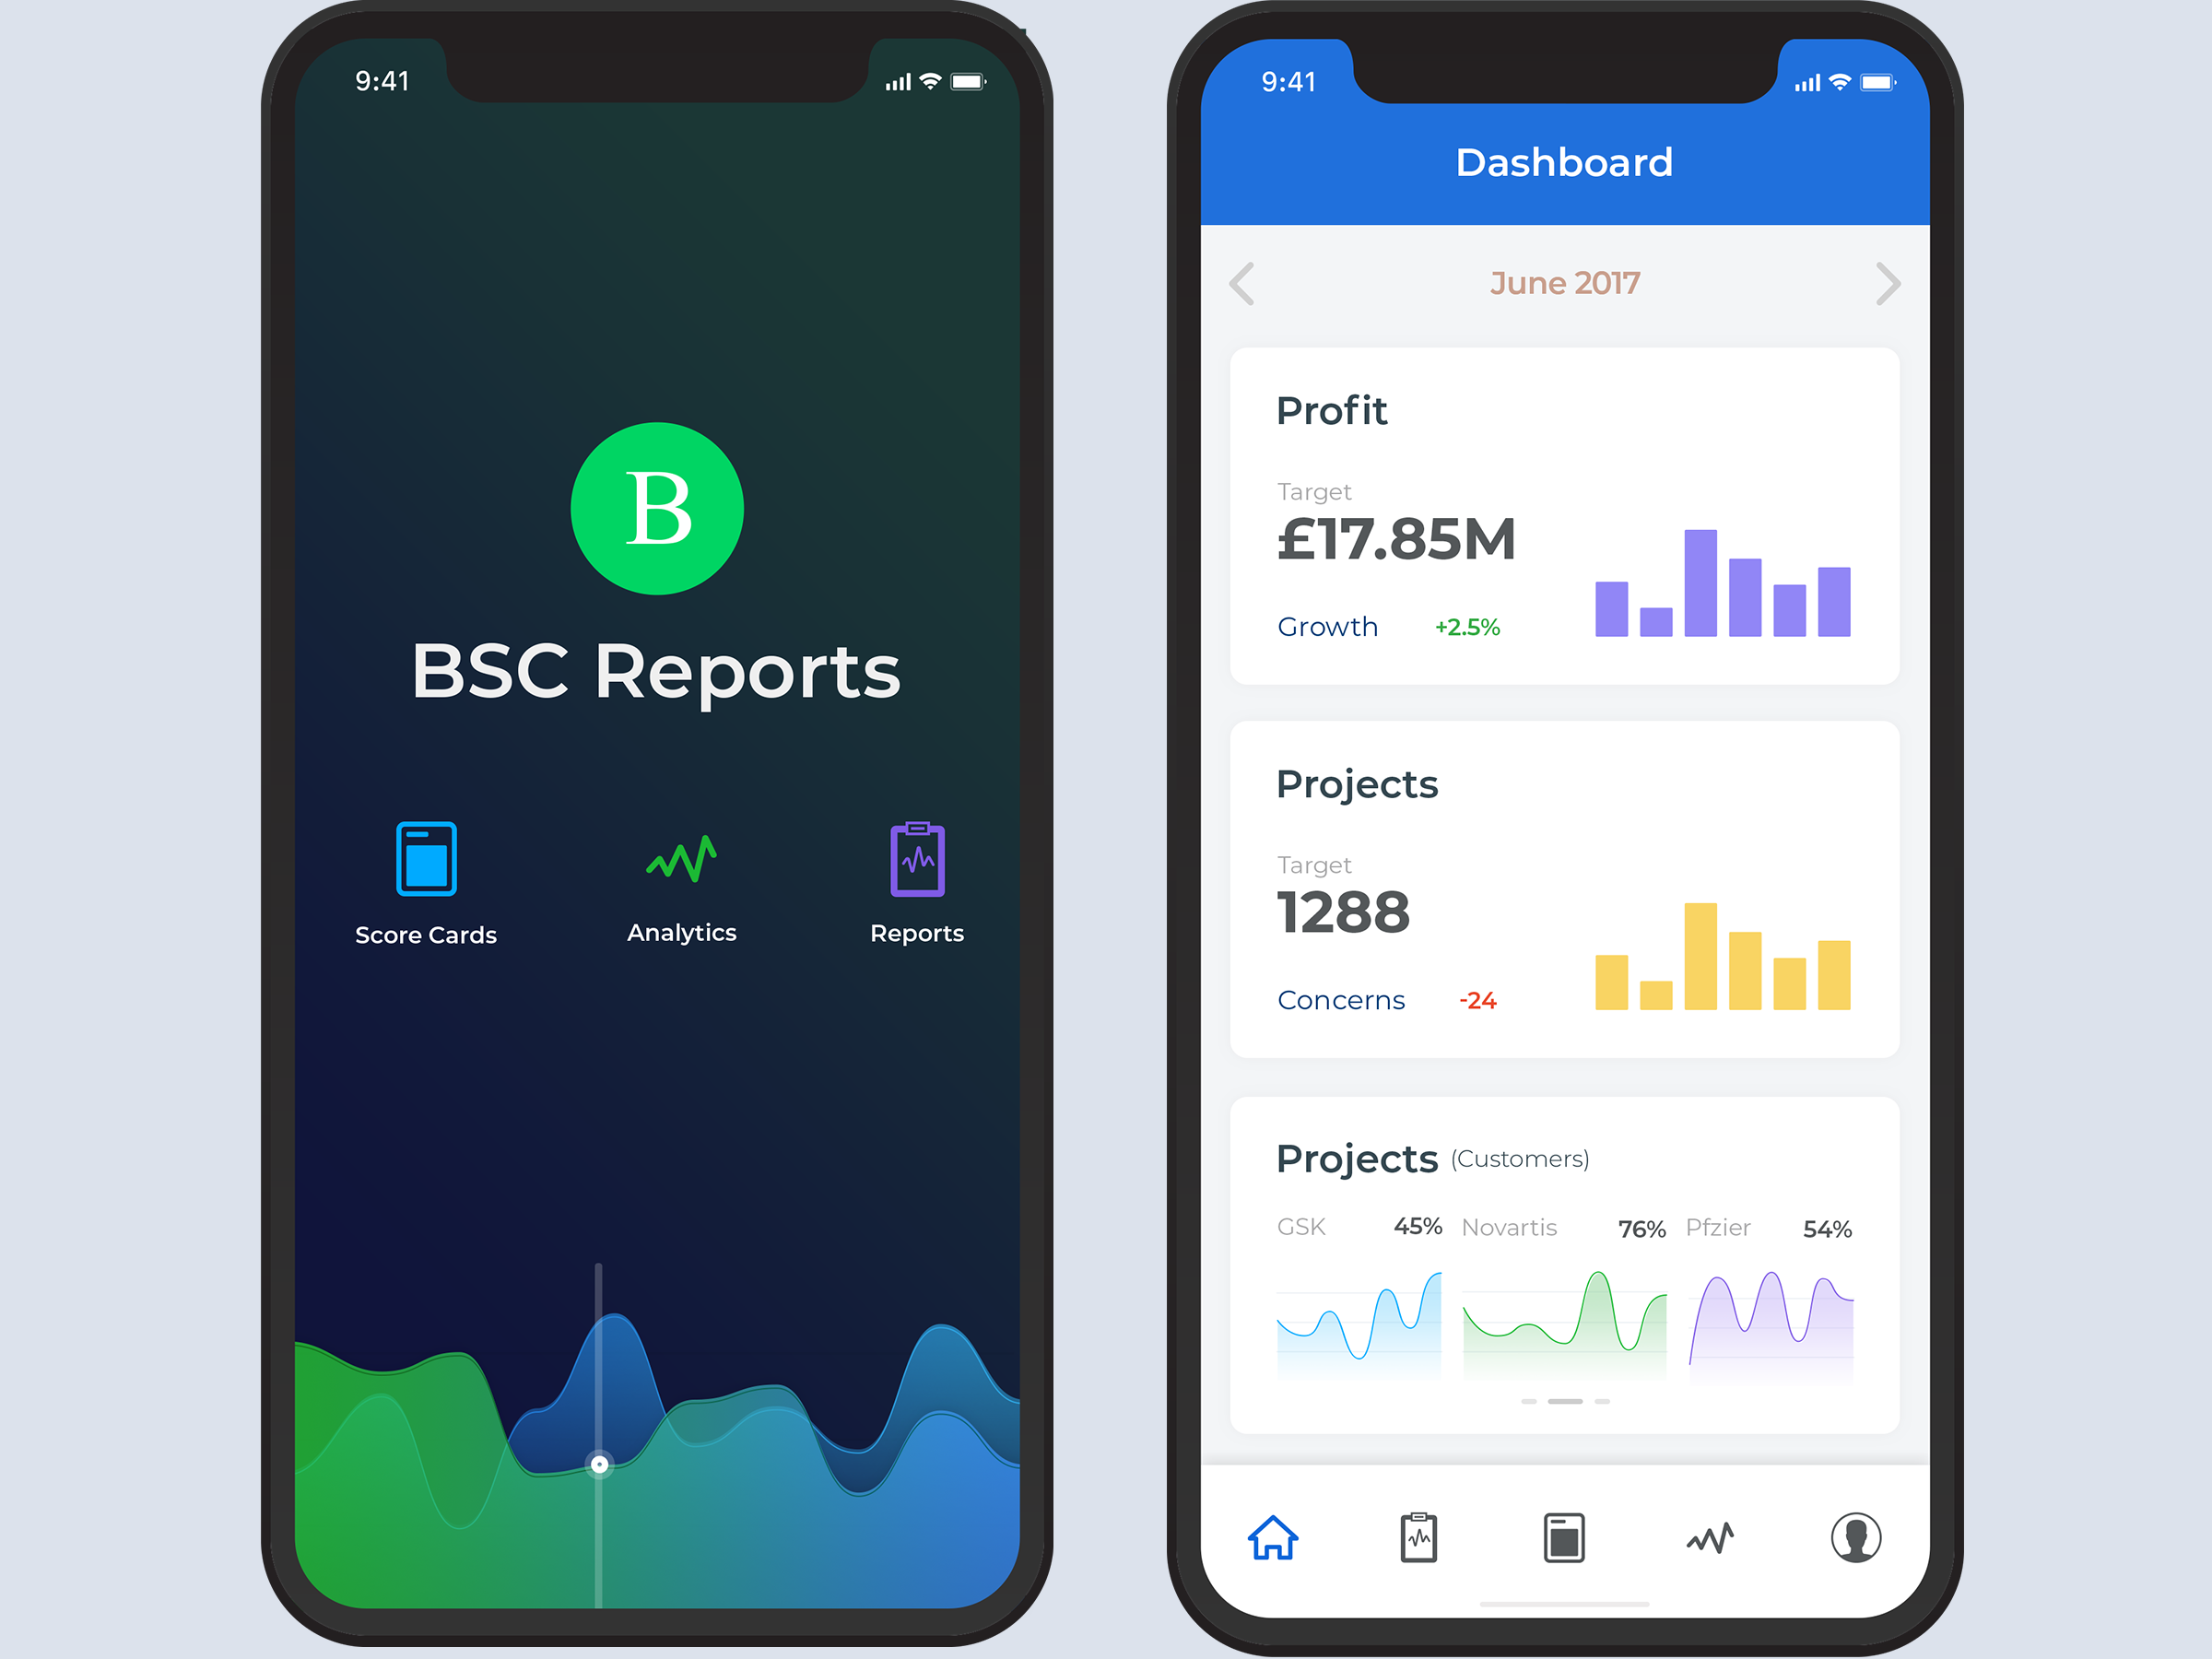 9:41
B
BSC Reports
Score Cards
Analytics
Reports
9:41
Dashboard
June 2017
Profit
Target
£17.85M
Growth +2.5%
Projects
Target
1288
Concerns -24
Projects (Customers)
GSK 45% Novartis 76% Pfzier 54%